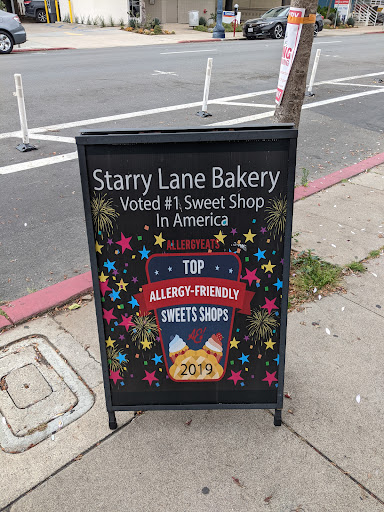 Starry Lane Bakery
Voted #1 Sweet Shop
In America
ALLERGYEATS
TOP
ALLERGY-FRIENDLY
SWEETS SHOPS
2019